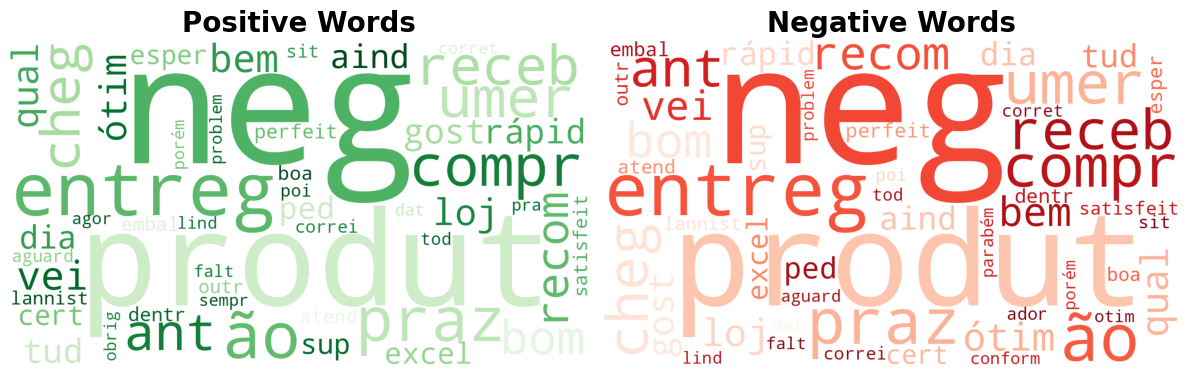 Positive Words
qual
cheg
ótim
esper
bem
sit
aind
corret
receb
umer
neg
porém
problem
perfeit
gost
rápid
compr
entreg
boa
poi
ped
correi
agor
embal
lind
dat
loj
pra
tod
recom
satisfeit
dia
aguard
vei
lannist
cert
tud
produt
falt
outr
sempr
obrig
dentr
ant
ão
sup
atend
praz
excel
bom
Negative Words
embal
outr
ant
vei
rápid
recom
dia
tud
esper
umer
corret
receb
compr
neg
problem
perfeit
sup
bom
atend
entreg
poi
tod
dentr
bem
satisfeit
sit
lannist
excel
aind
parabém
cheg
gost
ped
aguard
produt
porém
boa
qual
loj
dat
praz
ador
otim
ótim
ão
lind
falt
correi
cert
conform